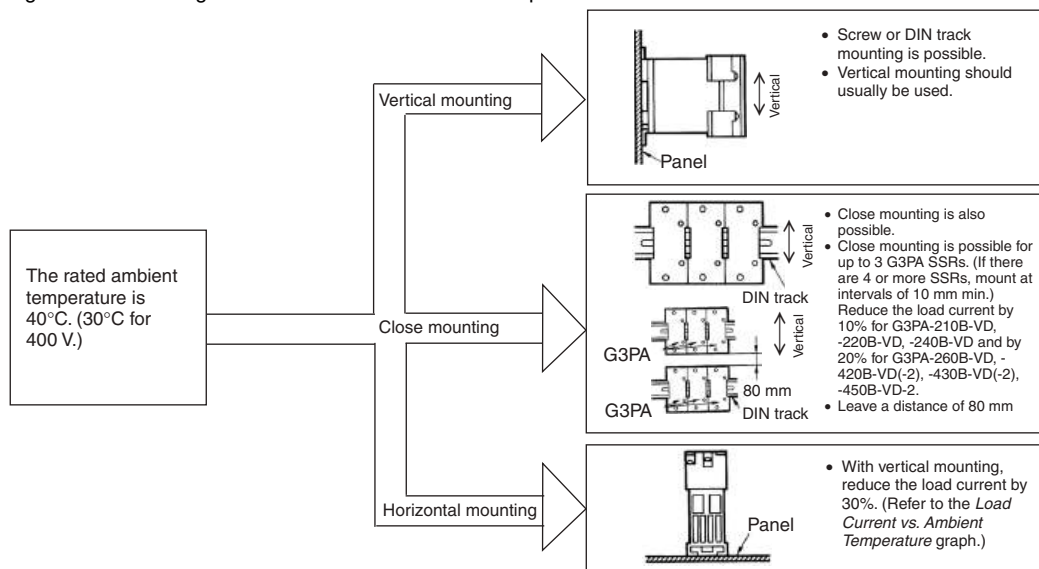 The rated ambient
temperature is
40°C. (30°C for
400 V.)
Vertical mounting
Close mounting
Horizontal mounting
Vertical
Panel
• Screw or DIN track
mounting is possible.
• Vertical mounting should
usually be used.
Vertical
DIN track
Vertical
G3PA
80 mm
G3PA
DIN track
• Close mounting is also
possible.
• Close mounting is possible for
up to 3 G3PA SSRs. (If there
are 4 or more SSRs, mount at
intervals of 10 mm min.)
Reduce the load current by
10% for G3PA-210B-VD,
-220B-VD, -240B-VD and by
20% for G3PA-260B-VD, -
420B-VD(-2), -430B-VD(-2),
-450B-VD-2.
• Leave a distance of 80 mm
Panel
• With vertical mounting,
reduce the load current by
30%. (Refer to the Load
Current vs. Ambient
Temperature graph.)